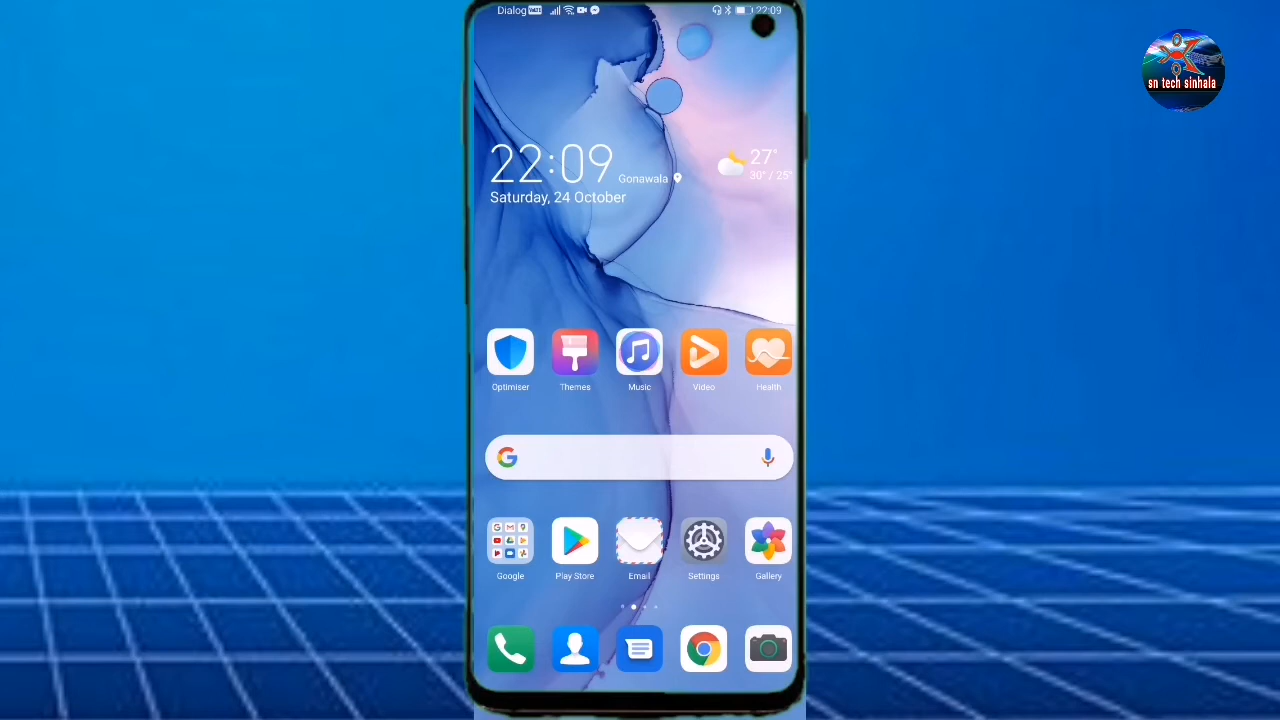 Dialog
22:09
sn tech sinhala
22:09
Gonawala
27°
30° / 25°
Saturday, 24 October
Optimiser
Themes
Music
Video
Health
Google
Play Store
Email
Settings
Gallery